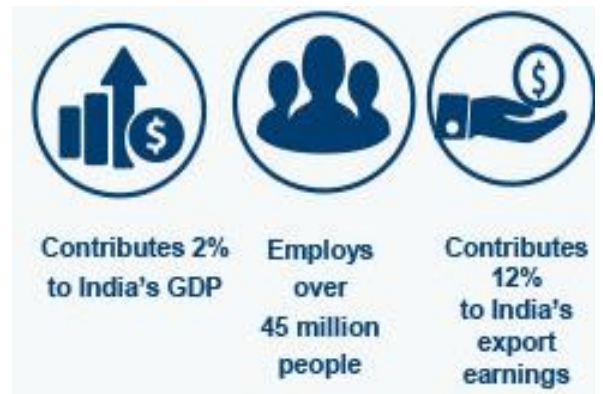 $
$
Contributes 2%
to India's GDP
Employs
over
45 million
people
Contributes
12%
to India's
export
earnings